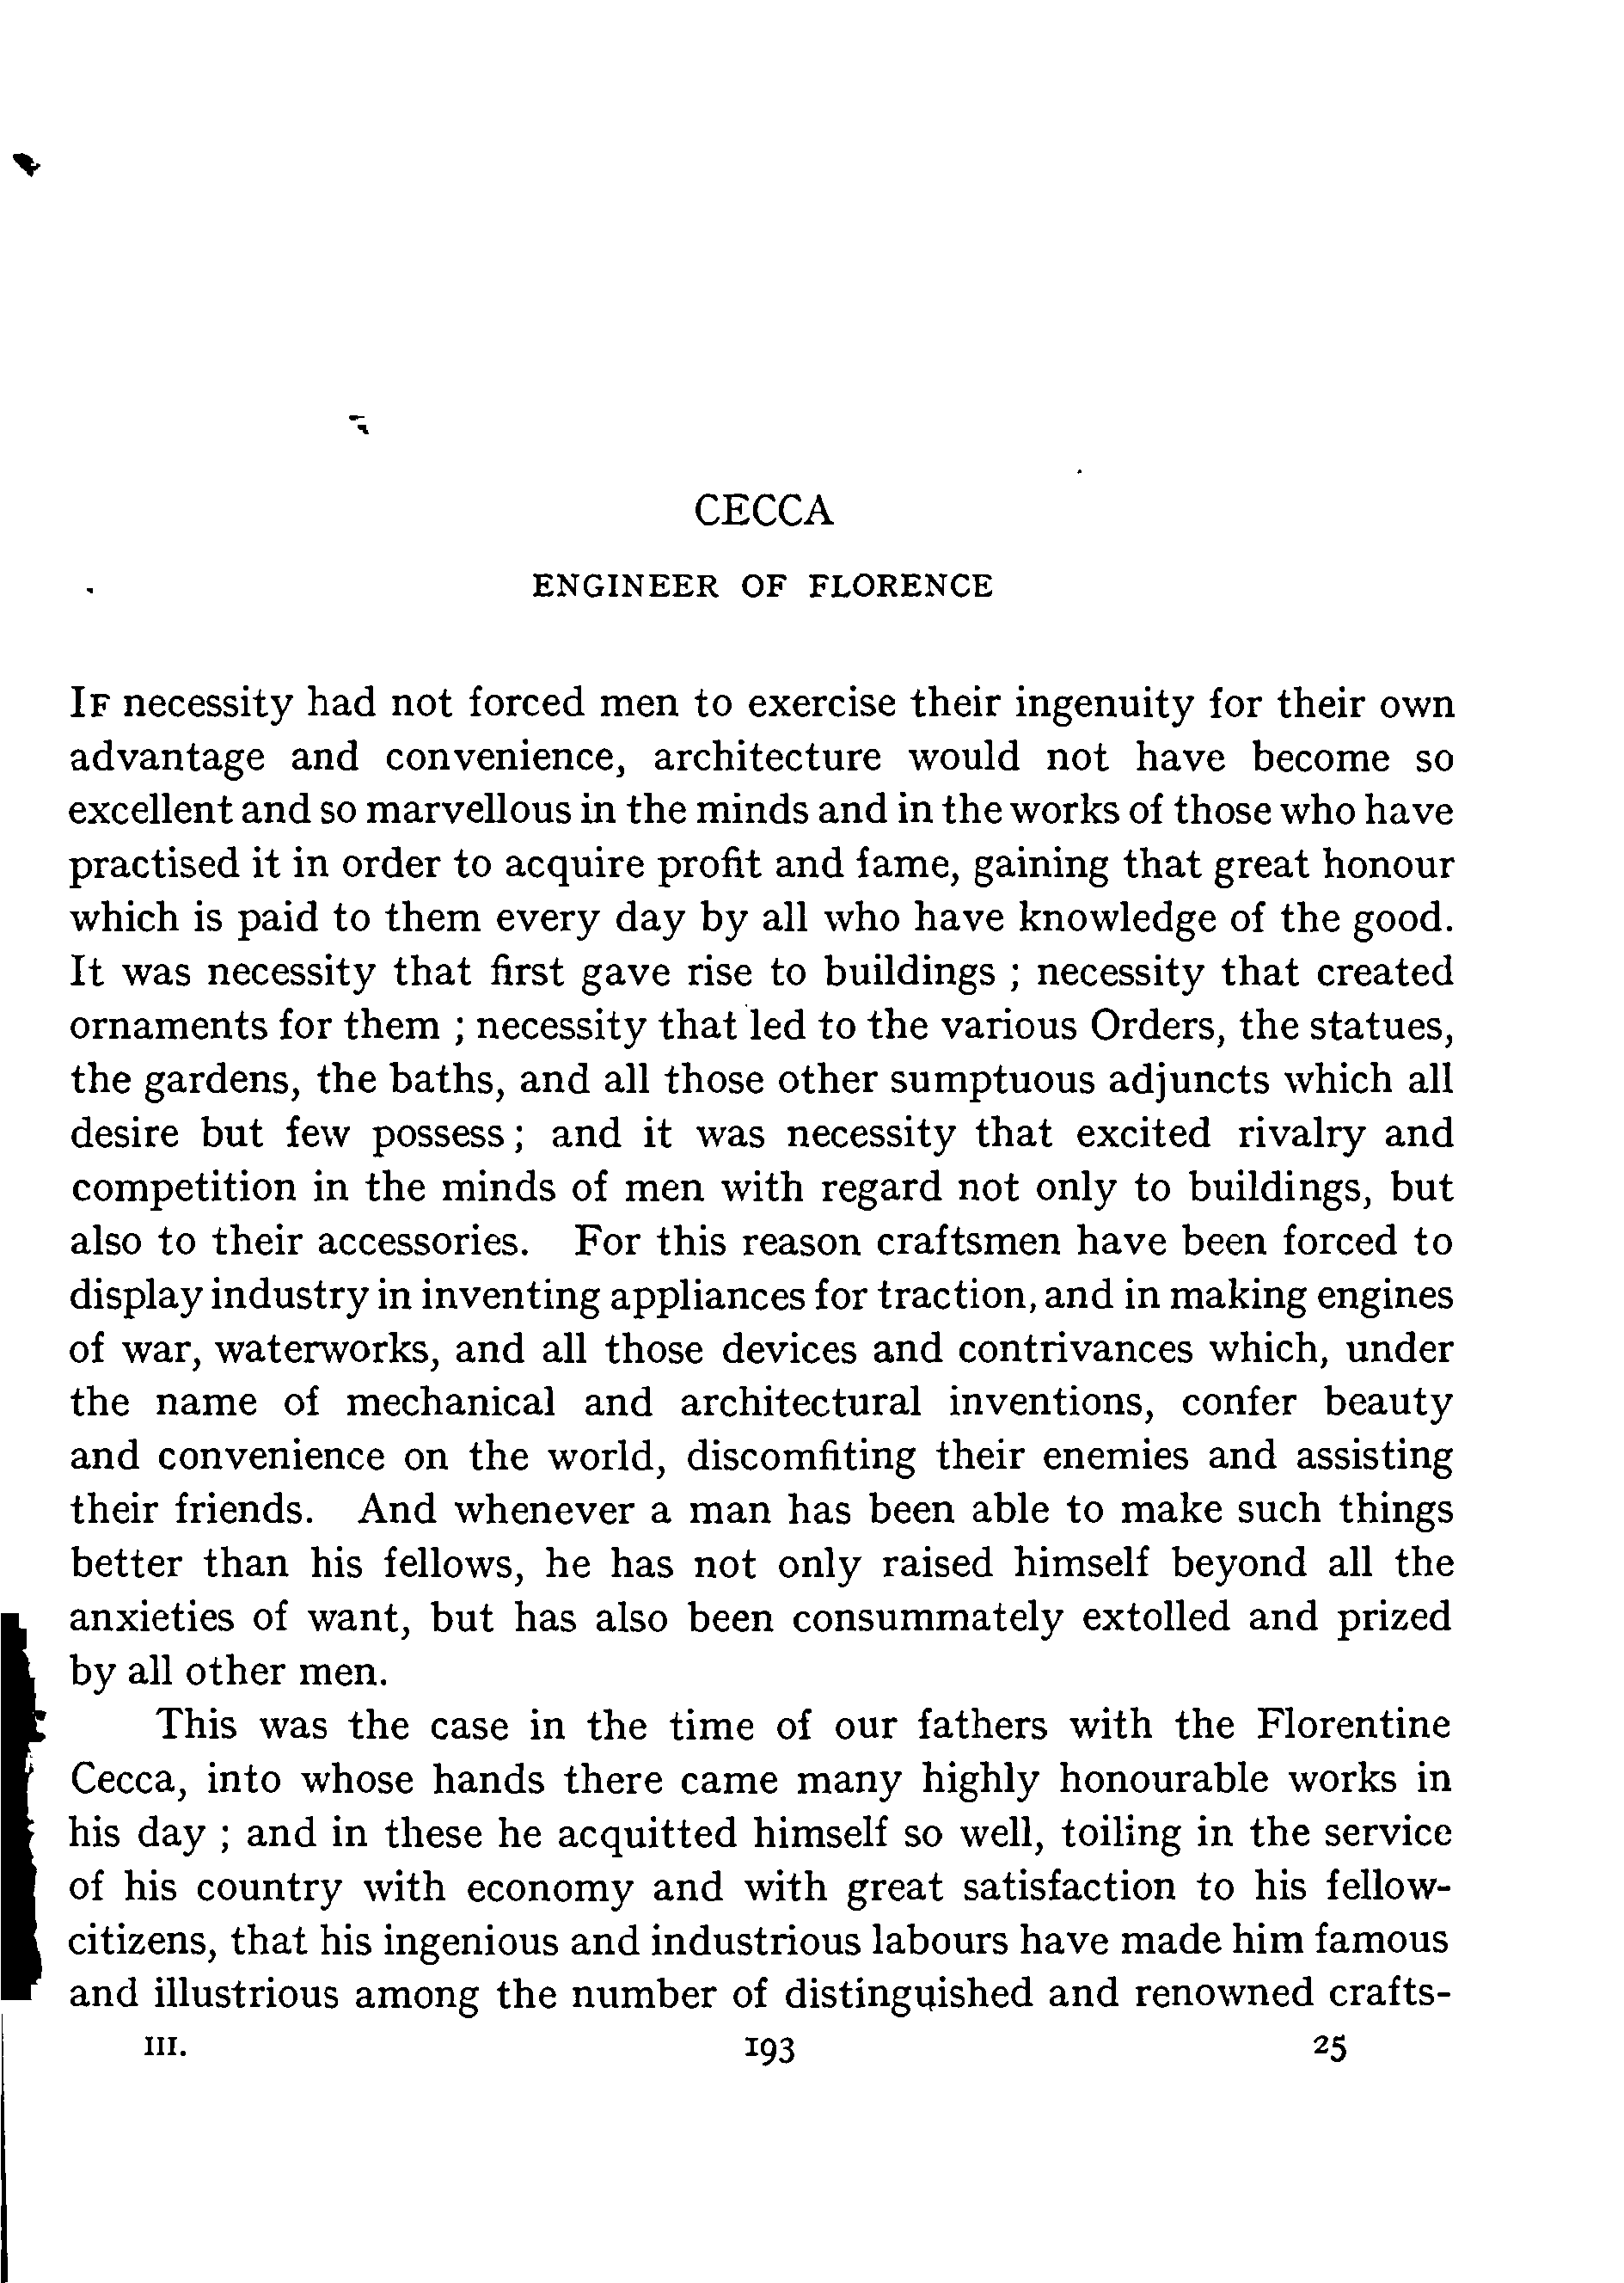 CECCA
ENGINEER OF FLORENCE
IF necessity had not forced men to exercise their ingenuity for their own
advantage and convenience, architecture would not have become so
excellent and so marvellous in the minds and in the works of those who have
practised it in order to acquire profit and fame, gaining that great honour
which is paid to them every day by all who have knowledge of the good.
It was necessity that first gave rise to buildings ; necessity that created
ornaments for them ; necessity that led to the various Orders, the statues,
the gardens, the baths, and all those other sumptuous adjuncts which all
desire but few possess ; and it was necessity that excited rivalry and
competition in the minds of men with regard not only to buildings, but
also to their accessories. For this reason craftsmen have been forced to
display industry in inventing appliances for traction, and in making engines
of war, waterworks, and all those devices and contrivances which, under
the name of mechanical and architectural inventions, confer beauty
and convenience on the world, discomfiting their enemies and assisting
their friends. And whenever a man has been able to make such things
better than his fellows, he has not only raised himself beyond all the
anxieties of want, but has also been consummately extolled and prized
by all other men.
This was the case in the time of our fathers with the Florentine
Cecca, into whose hands there came many highly honourable works in
his day ; and in these he acquitted himself so well, toiling in the service
of his country with economy and with great satisfaction to his fellow-
citizens, that his ingenious and industrious labours have made him famous
and illustrious among the number of distinguished and renowned crafts-
III. 193 25